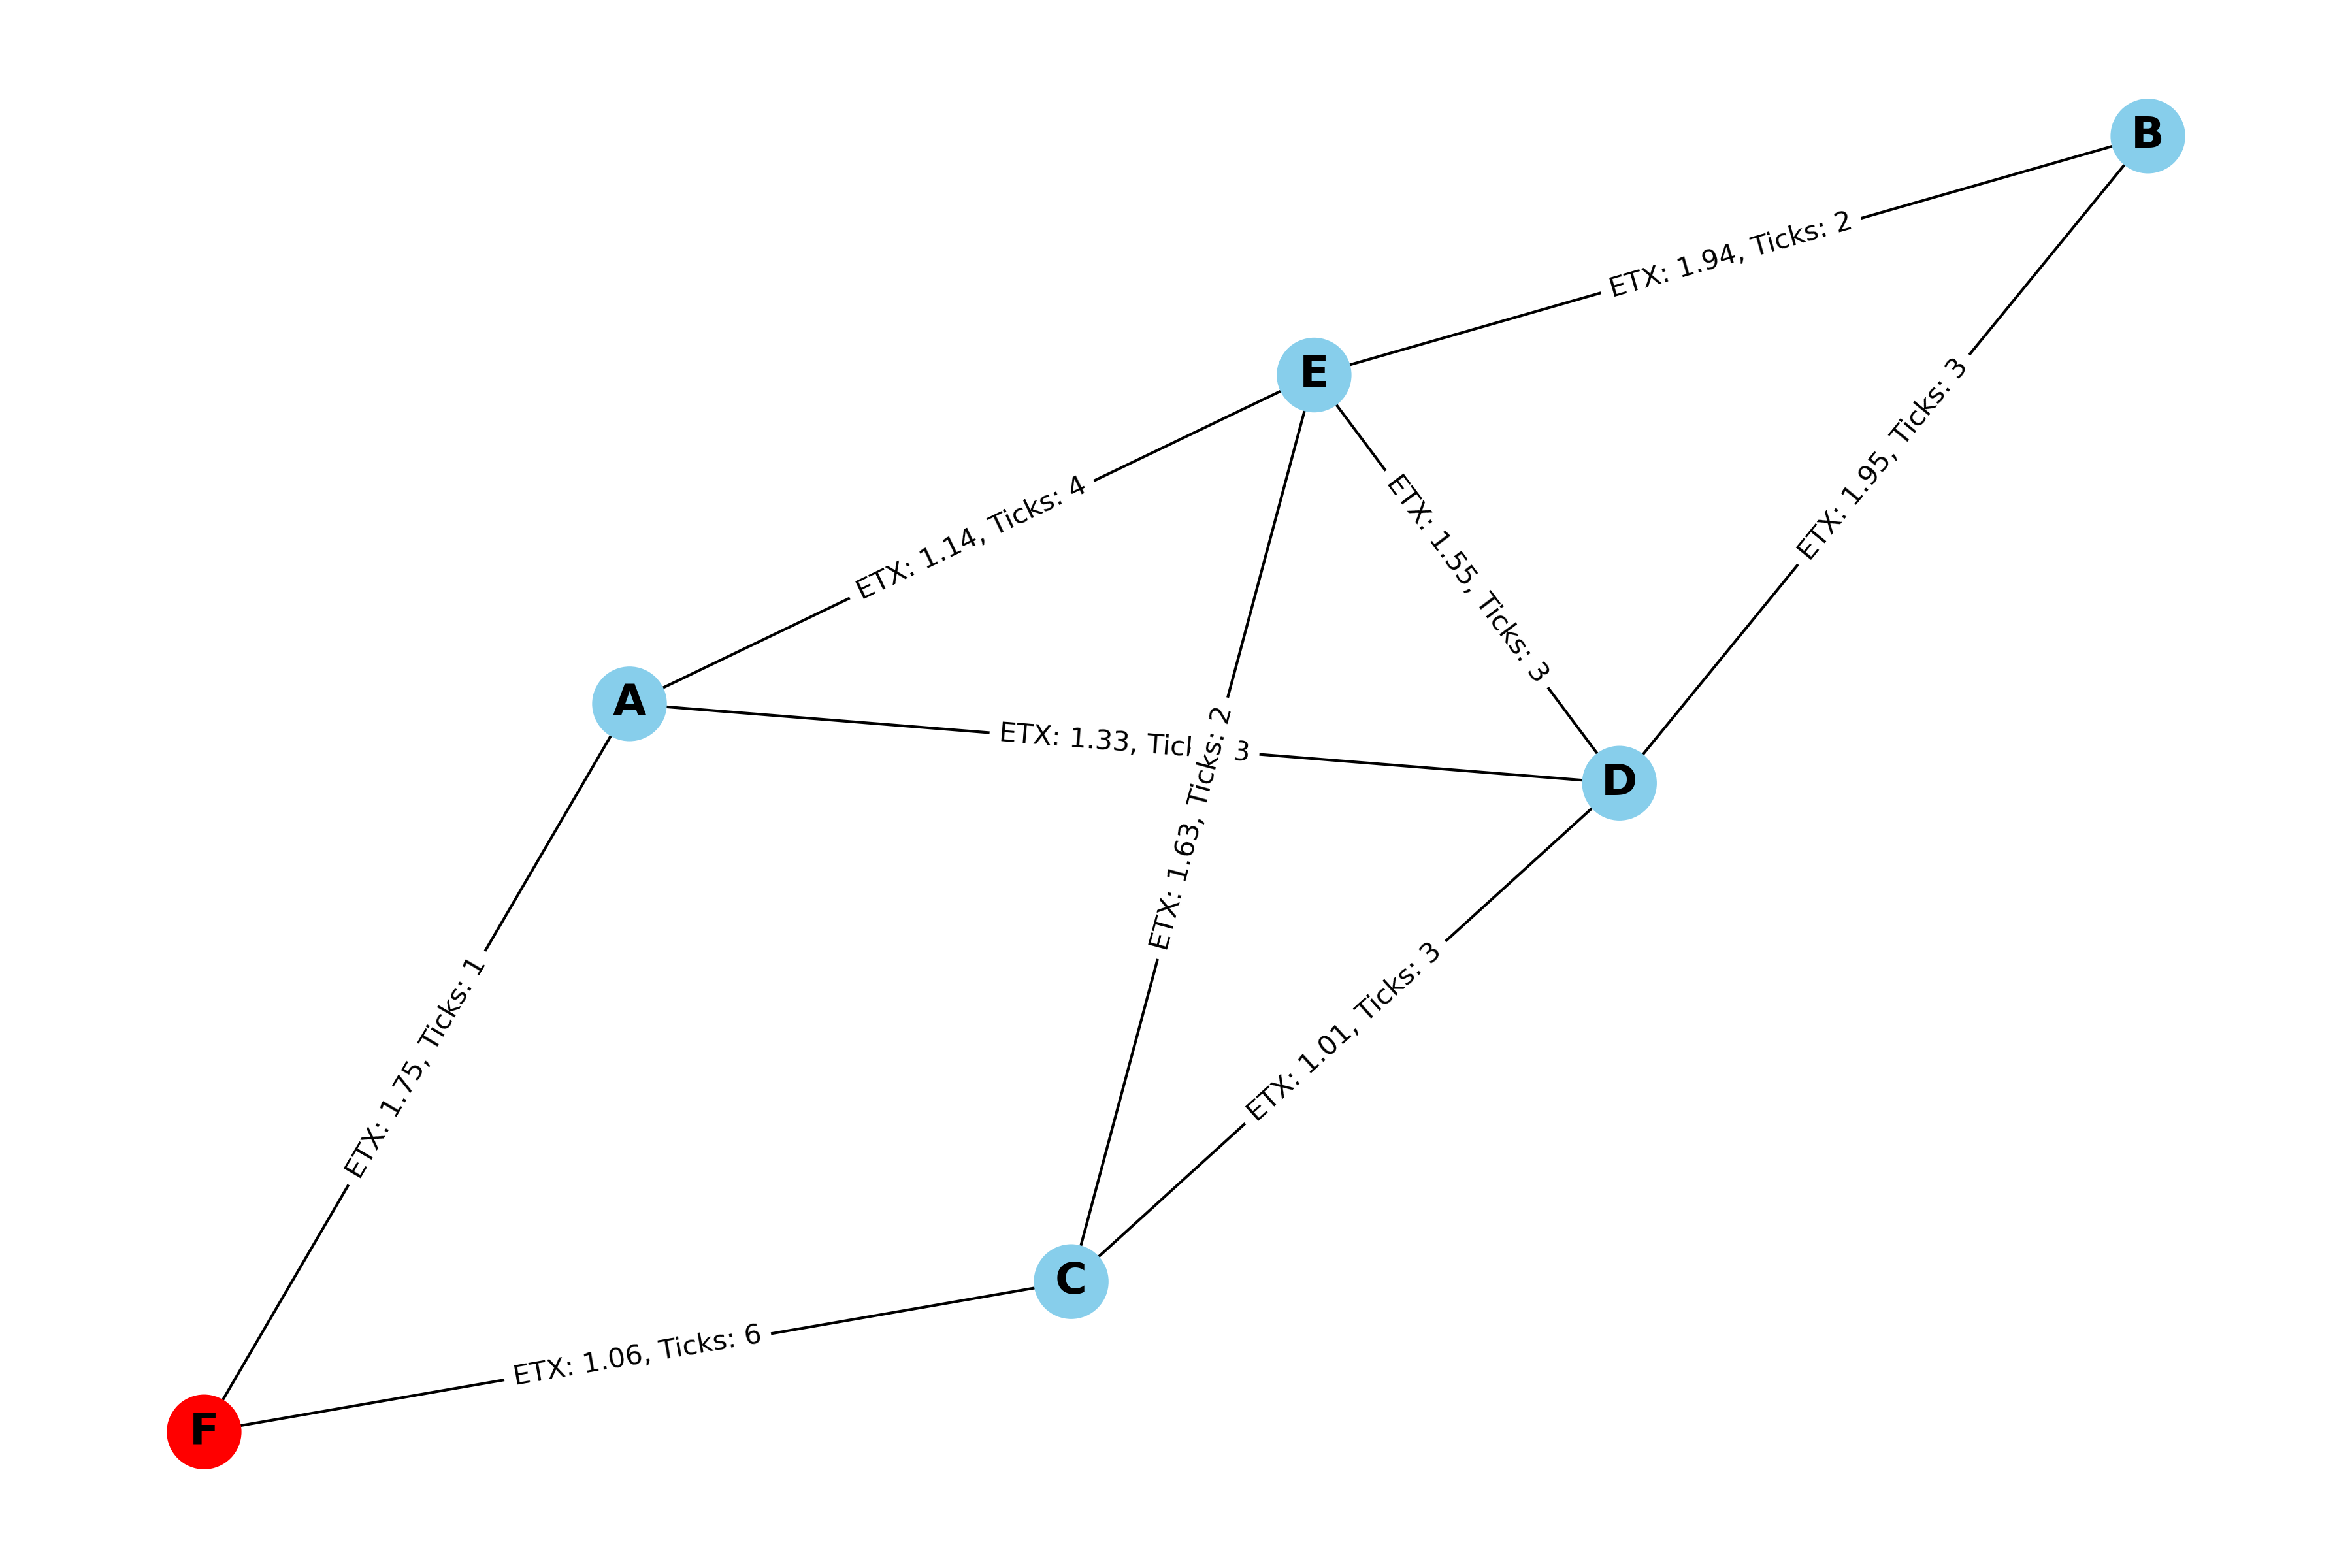 B
ETX: 1.94, Ticks: 2
E
ETX: 1.95, Ticks: 3
ETX: 1.14, Ticks: 4
ETX: 1.55, Ticks: 3
A
ETX: 1.33, 3
ETX: 1.63, Ticks: 2
D
ETX: 1.75, Ticks: 1
ETX: 1.01, Ticks: 3
C
ETX: 1.06, Ticks: 6
F